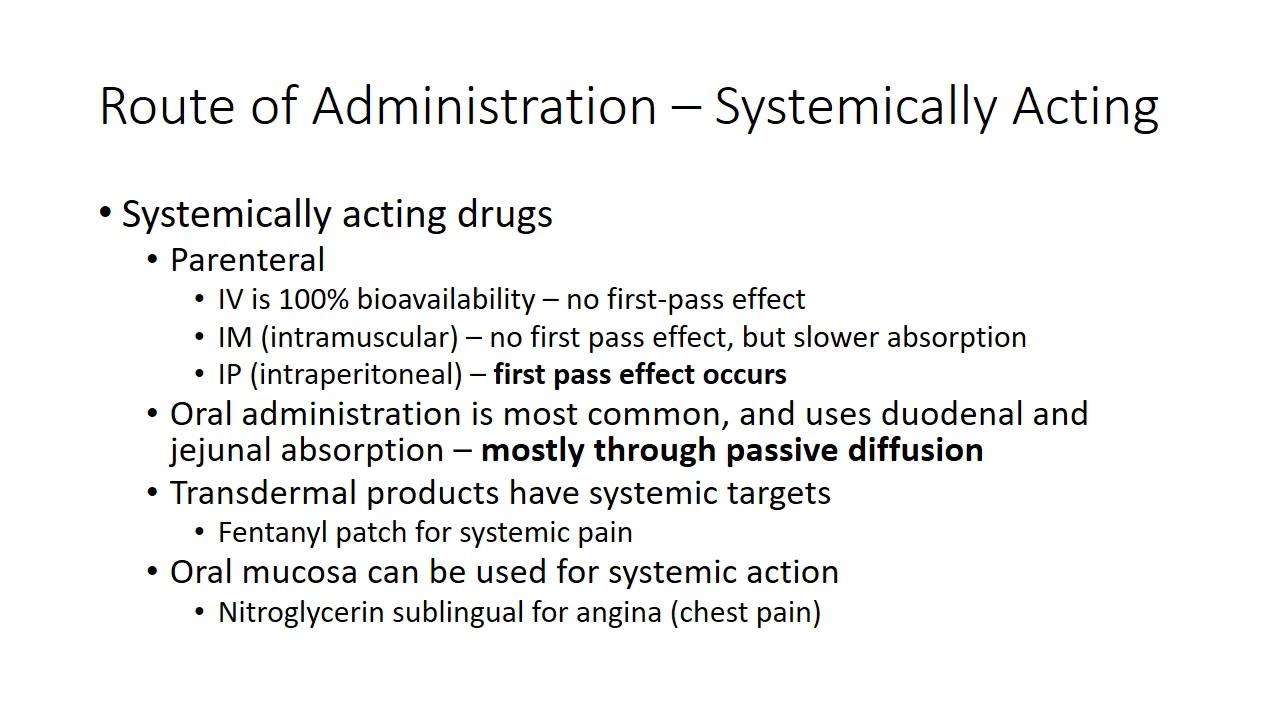 Route of Administration – Systemically Acting
• Systemically acting drugs
• Parenteral
• IV is 100% bioavailability – no first-pass effect
• IM (intramuscular) – no first pass effect, but slower absorption
• IP (intraperitoneal) – first pass effect occurs
• Oral administration is most common, and uses duodenal and
jejunal absorption – mostly through passive diffusion
• Transdermal products have systemic targets
• Fentanyl patch for systemic pain
• Oral mucosa can be used for systemic action
• Nitroglycerin sublingual for angina (chest pain)